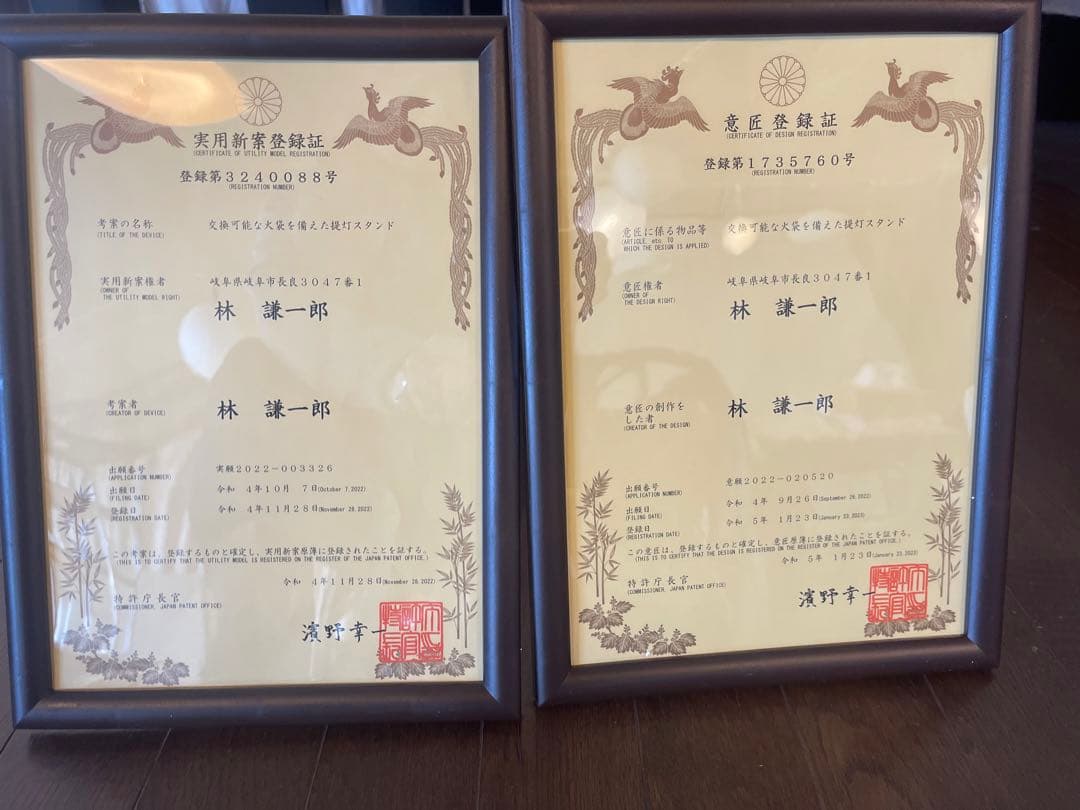 実用新案登録証
(CERTIFICATE OF UTILITY MODEL REGISTRATION)
登録第3240088号
(REGISTRATION NUMBER)
考案の名称
(TITLE OF THE DEVICE)
交換可能な火袋を備えた提灯スタンド
実用新案権者
(OWNER OF
THE UTILITY MODEL RIGHT)
岐阜県岐阜市長良3047番1
林 謙一郎
考案者
(CREATOR OF DEVICE)
林 謙一郎
出願番号
(APPLICATION NUMBER)
実願2022-003326
出願日
(FILING DATE)
令和 4年10月 7日(October 7,2022)
登録日
(REGISTRATION DATE)
令和 4年11月28日(November 28,2022)
この考案は、登録するものと確定し、実用新案原簿に登録されたことを証する。
(THIS IS TO CERTIFY THAT THE UTILITY MODEL IS REGISTERED ON THE REGISTER OF THE JAPAN PATENT OFFICE.)
令和 4年11月28日(November 28,2022)
特許庁長官
(COMMISSIONER, JAPAN PATENT OFFICE)
濱野幸一
意匠登録証
(CERTIFICATE OF DESIGN REGISTRATION)
登録第1735760号
(REGISTRATION NUMBER)
意匠に係る物品等
(ARTICLE, etc. TO
WHICH THE DESIGN IS APPLIED)
交換可能な火袋を備えた提灯スタンド
意匠権者
(OWNER OF
THE DESIGN RIGHT)
岐阜県岐阜市長良3047番1
林 謙一郎
意匠の創作を
した者
(CREATOR OF THE DESIGN)
林 謙一郎
出願番号
(APPLICATION NUMBER)
意願2022-020520
出願日
(FILING DATE)
令和 4年 9月26日(September 26,2022)
登録日
(REGISTRATION DATE)
令和 5年 1月23日(January 23,2023)
この意匠は、登録するものと確定し、意匠原簿に登録されたことを証する。
(THIS IS TO CERTIFY THAT THE DESIGN IS REGISTERED ON THE REGISTER OF THE JAPAN PATENT OFFICE.)
令和 5年 1月23日(January 23,2023)
特許庁長官
(COMMISSIONER, JAPAN PATENT OFFICE)
濱野幸一